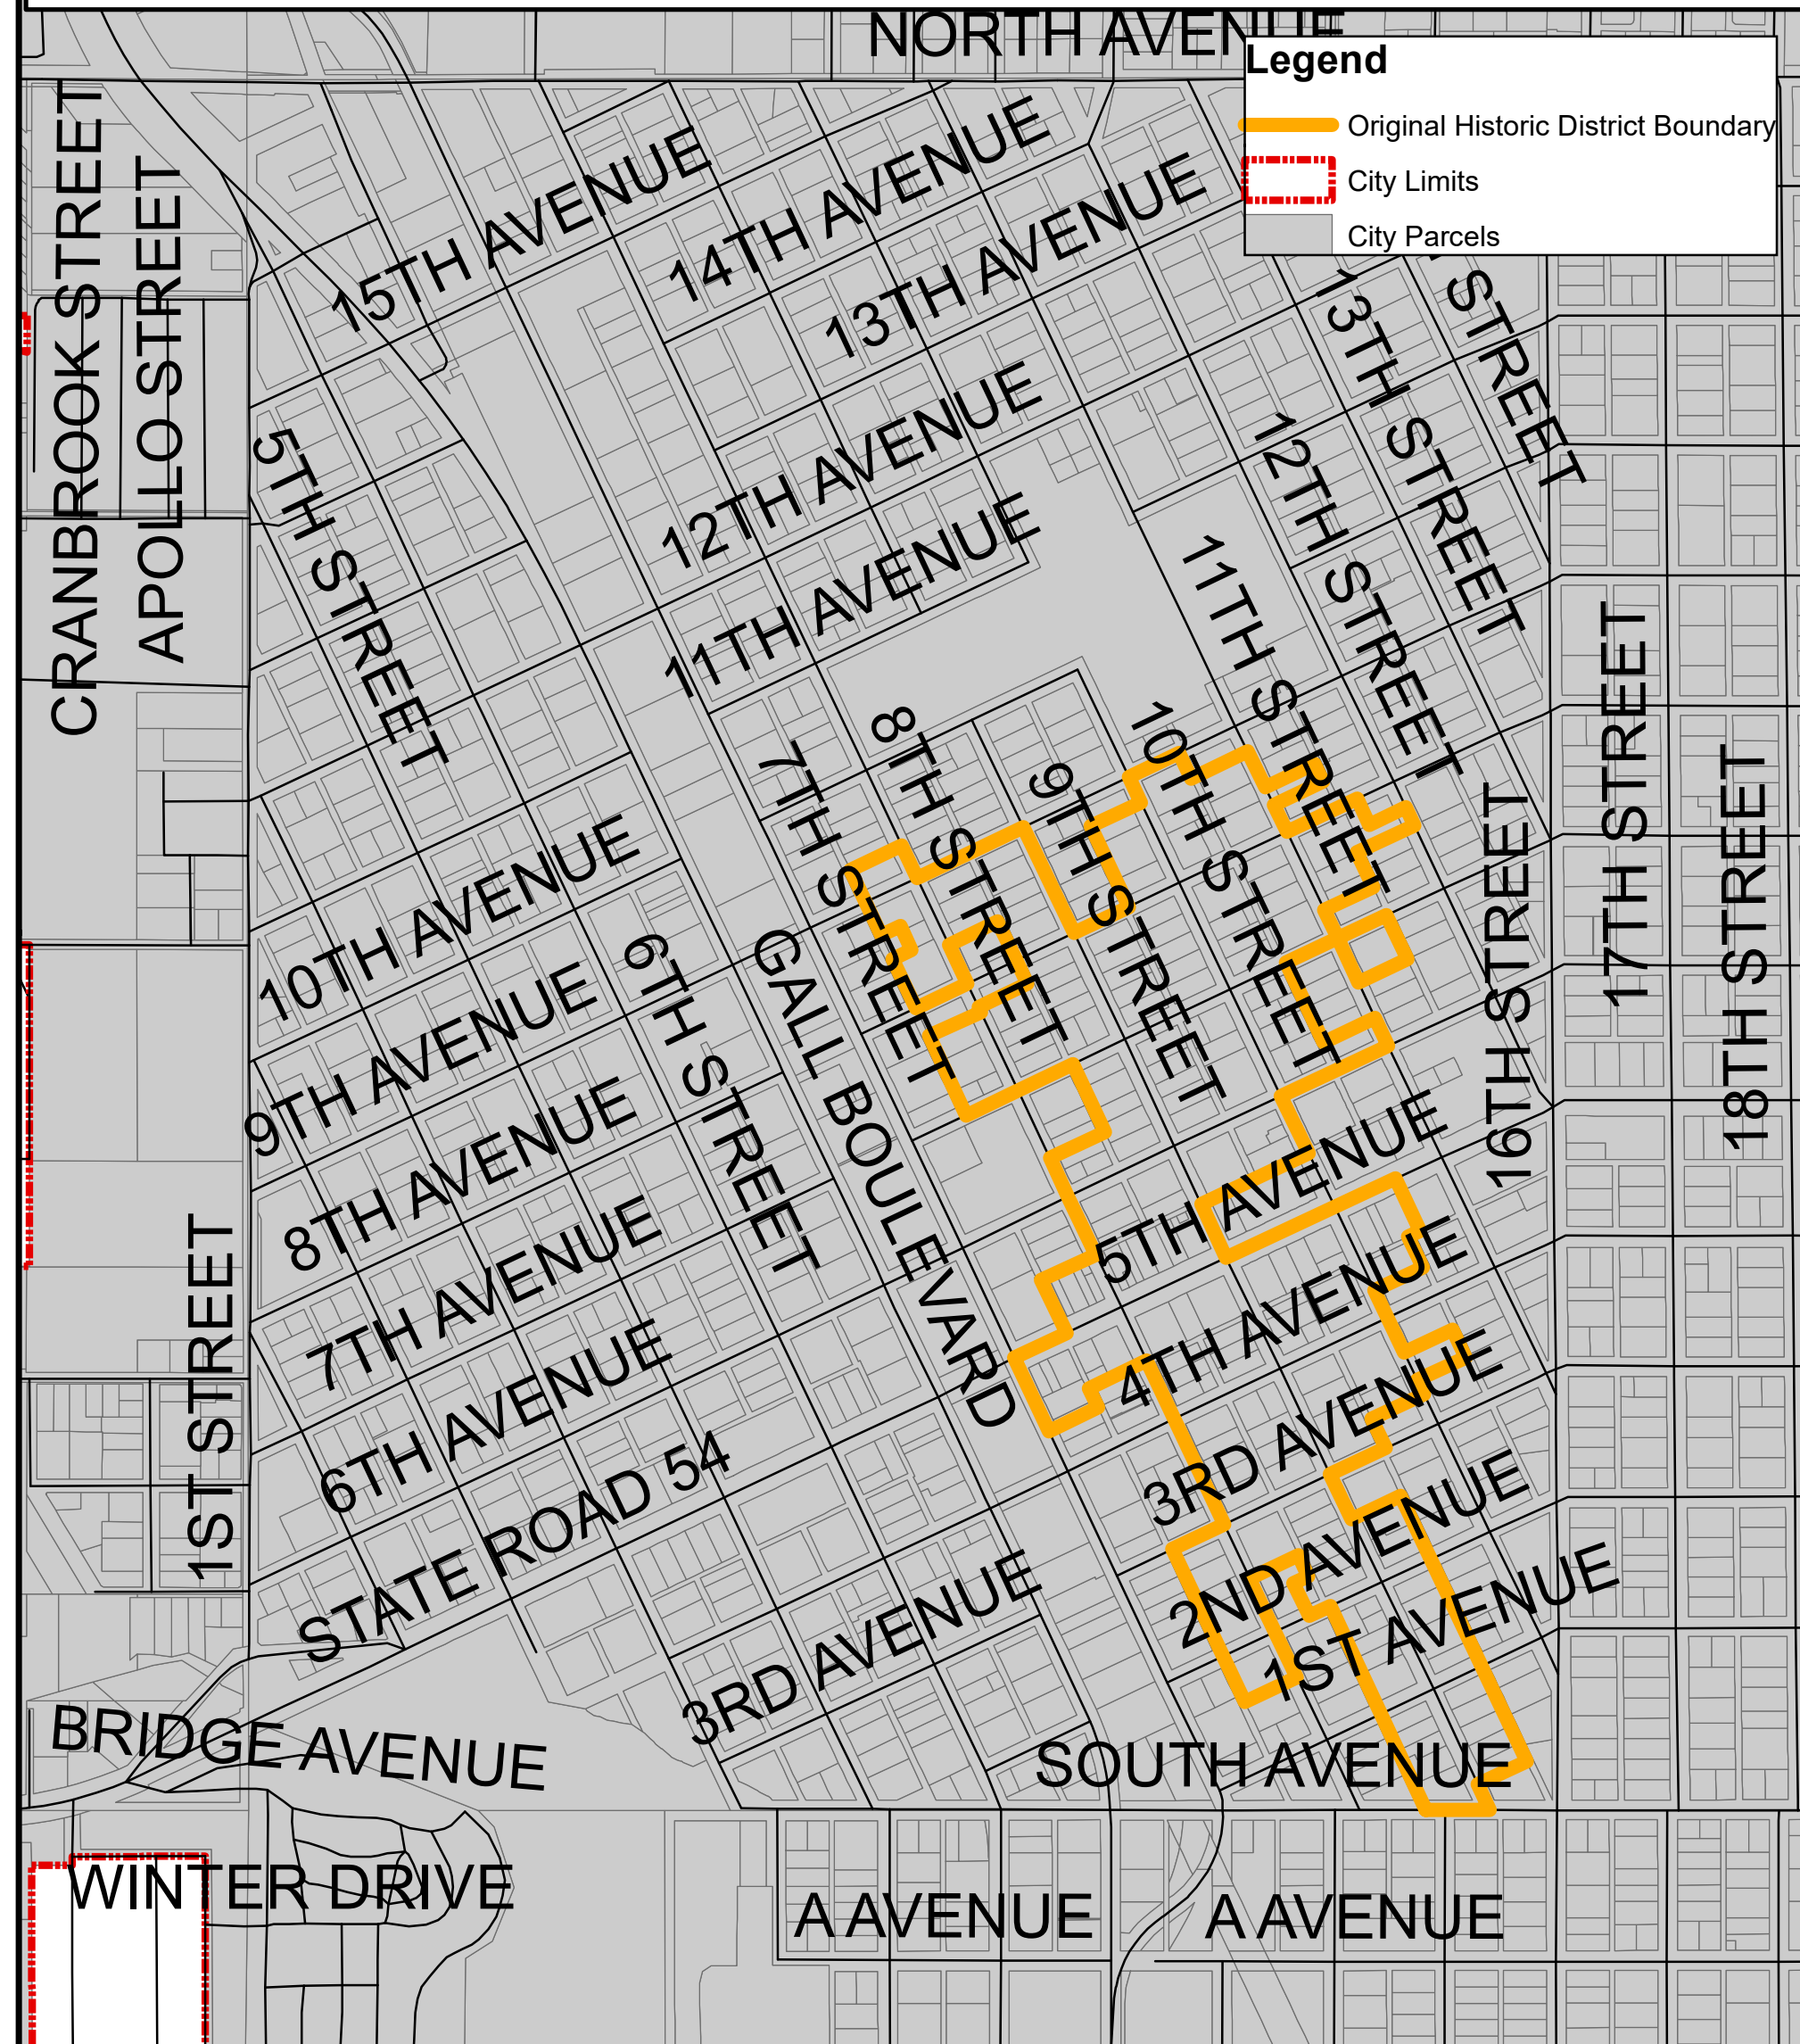 NORTH AVENUE
Legend
Original Historic District Boundary
City Limits
City Parcels
CRANBROOK STREET
APOLLO STREET
15TH AVENUE
14TH AVENUE
13TH AVENUE
STREET
13TH STREET
12TH AVENUE
12TH STREET
5TH STREET
11TH AVENUE
11TH STREET
17TH STREET
8TH STREET
10TH STREET
7TH STREET
9TH STREET
18TH STREET
16TH STREET
10TH AVENUE
6TH STREET
GALL BOULEVARD
9TH AVENUE
8TH AVENUE
5TH AVENUE
7TH AVENUE
1ST STREET
4TH AVENUE
6TH AVENUE
3RD AVENUE
STATE ROAD 54
2ND AVENUE
3RD AVENUE
1ST AVENUE
BRIDGE AVENUE
SOUTH AVENUE
WINTER DRIVE
A AVENUE
A AVENUE